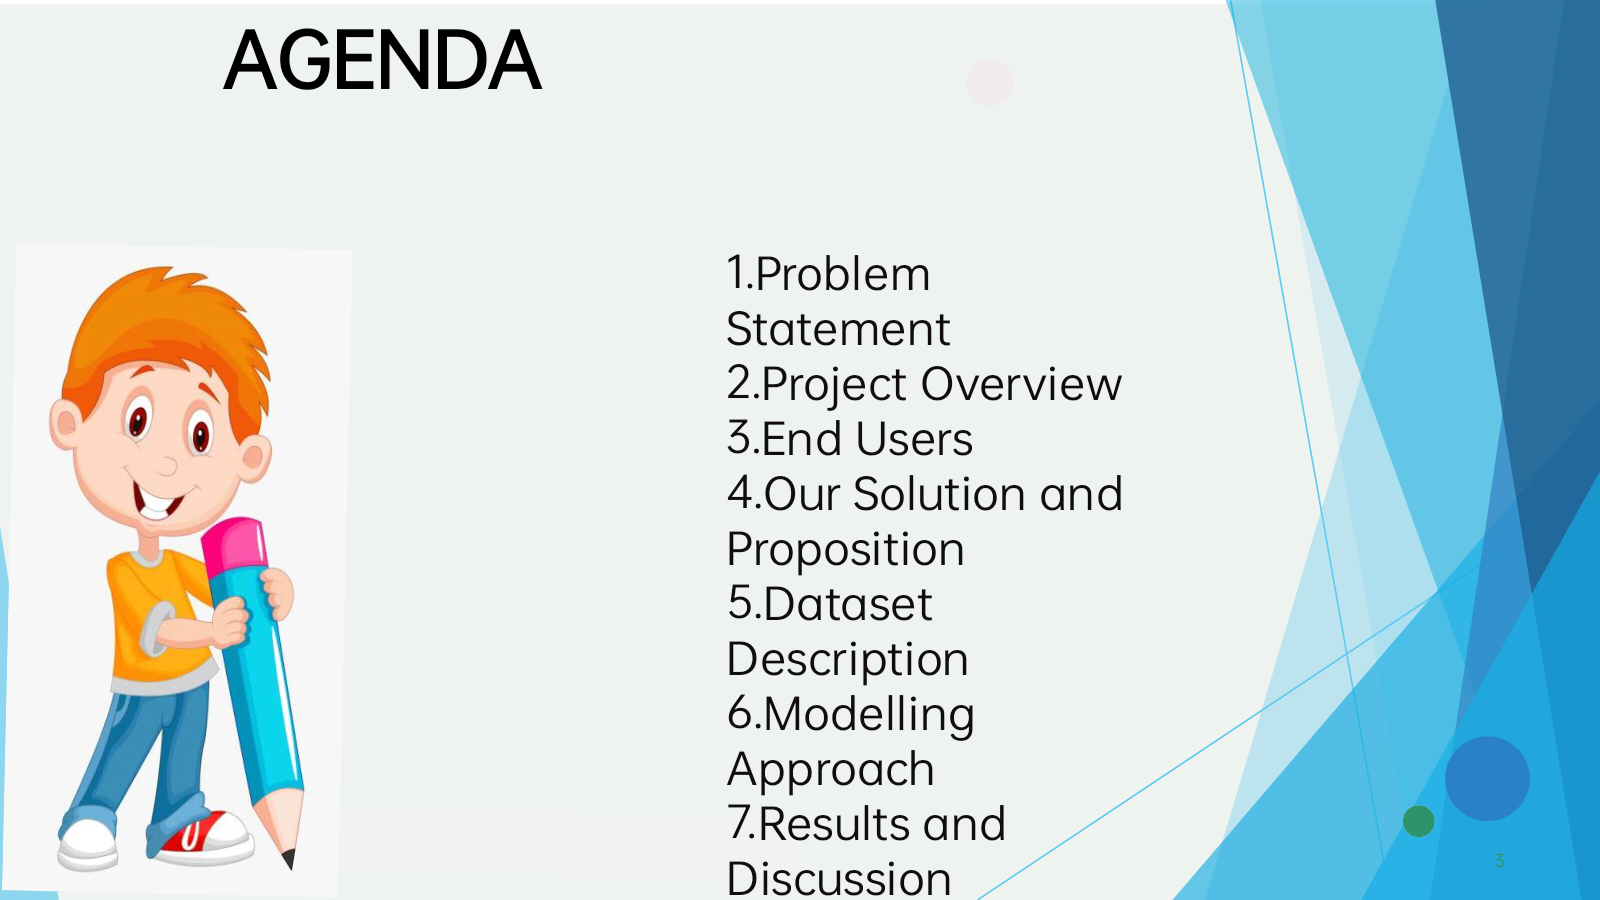 AGENDA
1.Problem
Statement
2.Project Overview
3.End Users
4.Our Solution and
Proposition
5.Dataset
Description
6.Modelling
Approach
7.Results and
Discussion
3